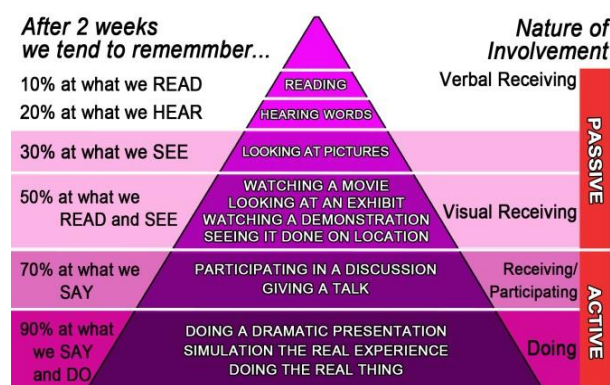 After 2 weeks
we tend to rememmber...
Nature of
Involvement
10% at what we READ
READING
Verbal Receiving
20% at what we HEAR
HEARING WORDS
30% at what we SEE
LOOKING AT PICTURES
50% at what we
READ and SEE
WATCHING A MOVIE
LOOKING AT AN EXHIBIT
WATCHING A DEMONSTRATION
SEEING IT DONE ON LOCATION
Visual Receiving
PASSIVE
70% at what we
SAY
PARTICIPATING IN A DISCUSSION
GIVING A TALK
Receiving/
Participating
90% at what
we SAY
and DO
DOING A DRAMATIC PRESENTATION
SIMULATION THE REAL EXPERIENCE
DOING THE REAL THING
Doing
ACTIVE